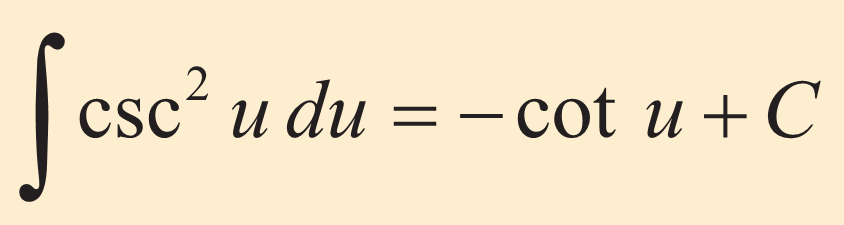 ∫ csc² u du = −cot u + C